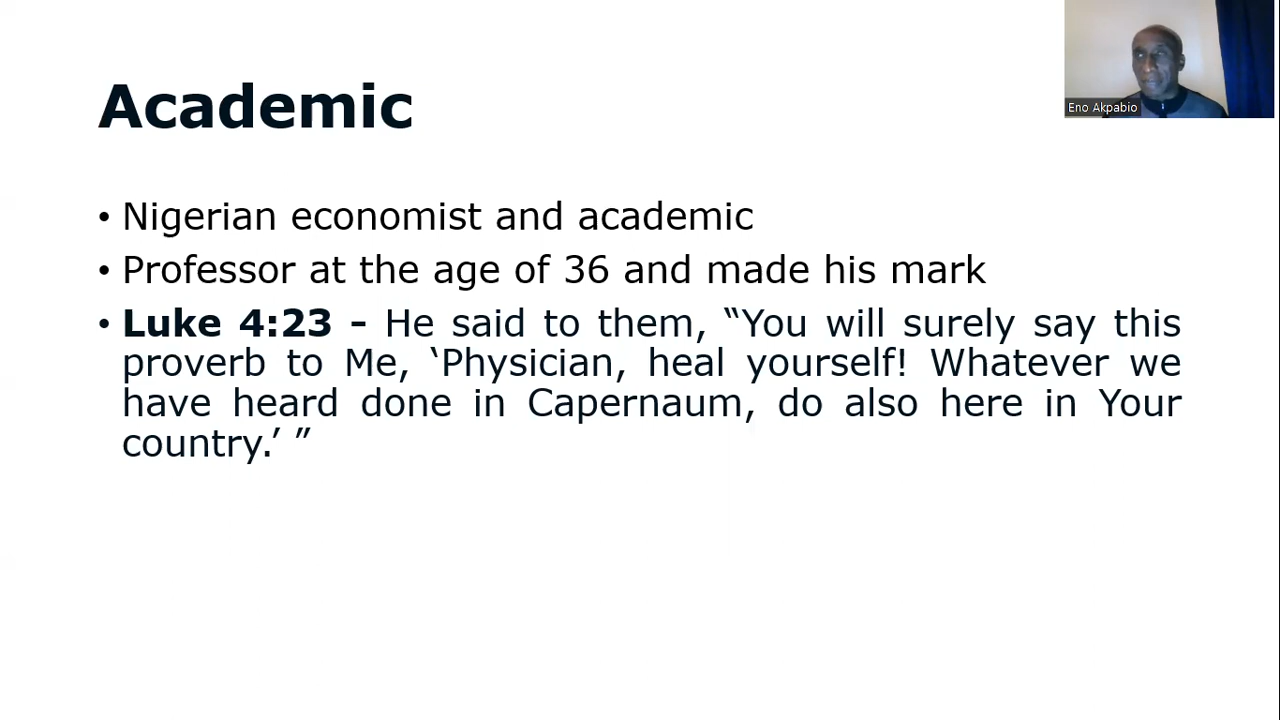 Academic
Eno Akpabio
• Nigerian economist and academic
• Professor at the age of 36 and made his mark
• Luke 4:23 – He said to them, “You will surely say this
proverb to Me, ‘Physician, heal yourself! Whatever we
have heard done in Capernaum, do also here in Your
country.’ ”